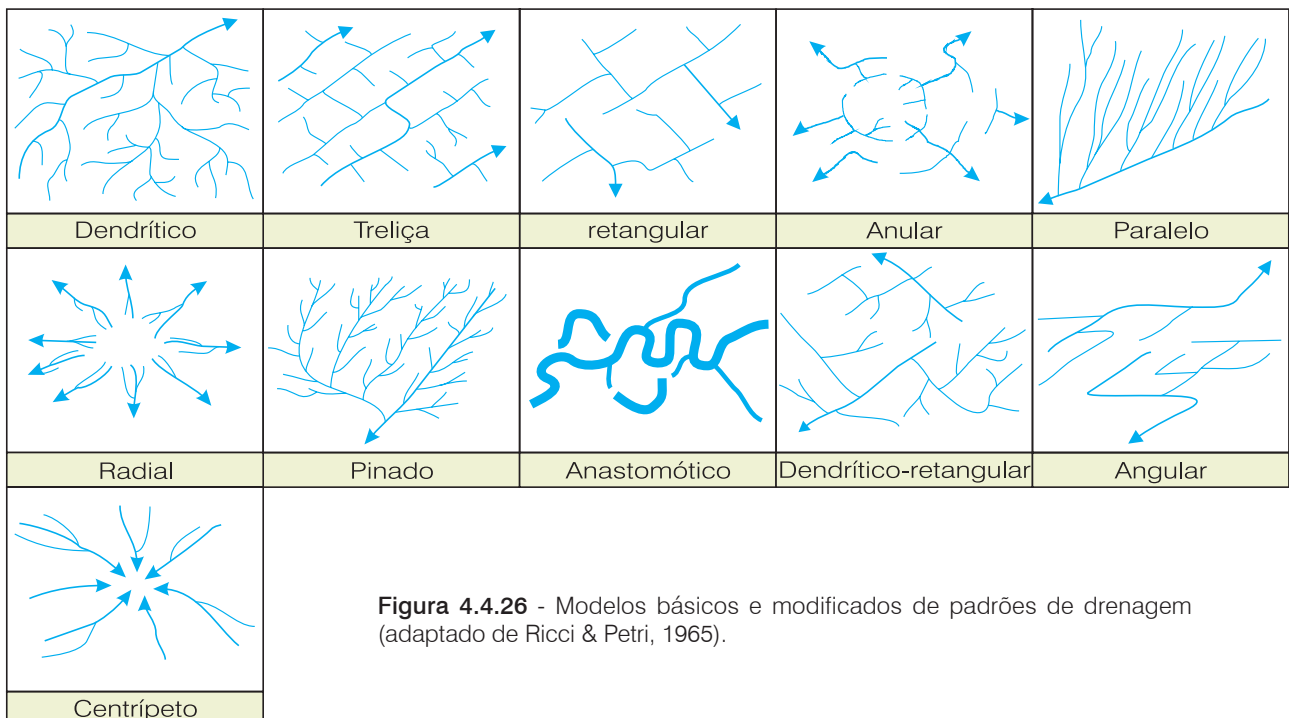 Dendrítico
Treliça
retangular
Anular
Paralelo
Radial
Pinado
Anastomótico
Dendrítico-retangular
Angular
Centrípeto
Figura 4.4.26 - Modelos básicos e modificados de padrões de drenagem
(adaptado de Ricci & Petri, 1965).